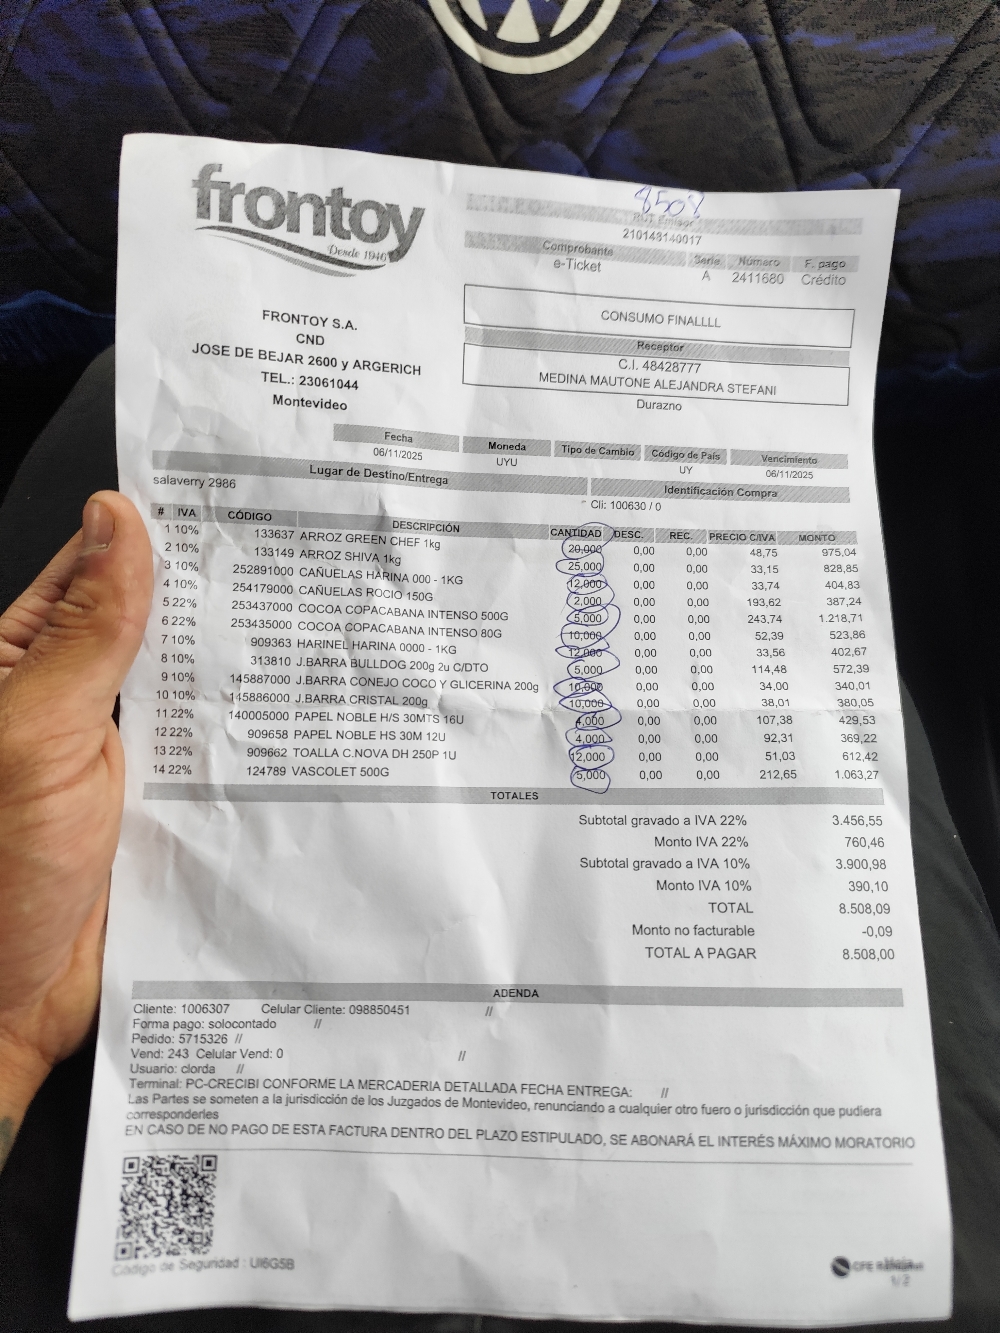 frontoy
Desde 1940
8508
RUT Emisor
210143140017
Comprobante Serie Número F. pago
e-Ticket A 2411680 Crédito
CONSUMO FINALLLL
Receptor
C.I. 48428777
MEDINA MAUTONE ALEJANDRA STEFANI
Durazno
FRONTOY S.A.
CND
JOSE DE BEJAR 2600 y ARGERICH
TEL.: 23061044
Montevideo
Fecha Moneda Tipo de Cambio Código de País Vencimiento
06/11/2025 UYU UY 06/11/2025
Lugar de Destino/Entrega Identificación Compra
salaverry 2986 Cli: 100630 / 0
# IVA CÓDIGO DESCRIPCIÓN CANTIDAD DESC. REC. PRECIO C/IVA MONTO
1 10% 133637 ARROZ GREEN CHEF 1kg 20,000 0,00 0,00 48,75 975,04
2 10% 133149 ARROZ SHIVA 1kg 25,000 0,00 0,00 33,15 828,85
3 10% 252891000 CAÑUELAS HARINA 000 - 1KG 12,000 0,00 0,00 33,74 404,83
4 10% 254179000 CAÑUELAS ROCIO 150G 2,000 0,00 0,00 193,62 387,24
5 22% 253437000 COCOA COPACABANA INTENSO 500G 5,000 0,00 0,00 243,74 1.218,71
6 22% 253435000 COCOA COPACABANA INTENSO 80G 10,000 0,00 0,00 52,39 523,86
7 10% 909363 HARINEL HARINA 0000 - 1KG 12,000 0,00 0,00 33,56 402,67
8 10% 313810 J.BARRA BULLDOG 200g 2u C/DTO 5,000 0,00 0,00 114,48 572,39
9 10% 145887000 J.BARRA CONEJO COCO Y GLICERINA 200g 10,000 0,00 0,00 34,00 340,01
10 10% 145886000 J.BARRA CRISTAL 200g 10,000 0,00 0,00 38,01 380,05
11 22% 140005000 PAPEL NOBLE H/S 30MTS 16U 4,000 0,00 0,00 107,38 429,53
12 22% 909658 PAPEL NOBLE HS 30M 12U 4,000 0,00 0,00 92,31 369,22
13 22% 909662 TOALLA C.NOVA DH 250P 1U 12,000 0,00 0,00 51,03 612,42
14 22% 124789 VASCOLET 500G 5,000 0,00 0,00 212,65 1.063,27
TOTALES
Subtotal gravado a IVA 22% 3.456,55
Monto IVA 22% 760,46
Subtotal gravado a IVA 10% 3.900,98
Monto IVA 10% 390,10
TOTAL 8.508,09
Monto no facturable -0,09
TOTAL A PAGAR 8.508,00
ADENDA
Cliente: 1006307 Celular Cliente: 098850451 //
Forma pago: solocontado //
Pedido: 5715326 //
Vend: 243 Celular Vend: 0 //
Usuario: clorda //
Terminal: PC-CRECIBI CONFORME LA MERCADERIA DETALLADA FECHA ENTREGA: //
Las Partes se someten a la jurisdicción de los Juzgados de Montevideo, renunciando a cualquier otro fuero o jurisdicción que pudiera
corresponderles
EN CASO DE NO PAGO DE ESTA FACTURA DENTRO DEL PLAZO ESTIPULADO, SE ABONARÁ EL INTERÉS MÁXIMO MORATORIO
Código de Seguridad : UI6G5B
CFE
1/2